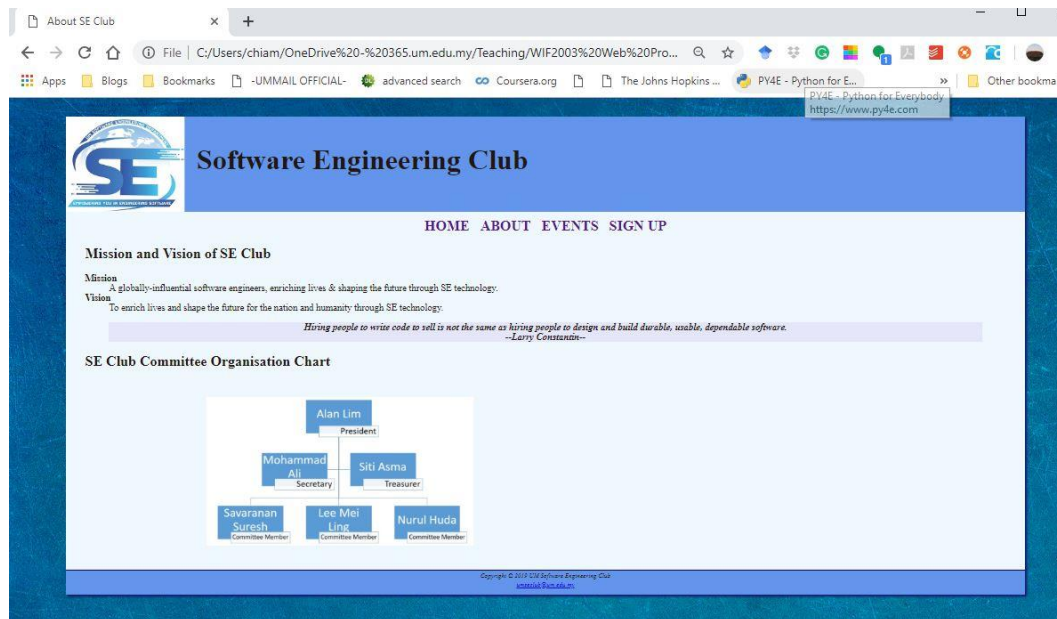 About SE Club
File | C:/Users/chiam/OneDrive%20-%20365.um.edu.my/Teaching/WIF2003%20Web%20Pro...
Apps Blogs Bookmarks -UMMAIL OFFICIAL- advanced search Coursera.org The Johns Hopkins ... PY4E - Python for E... » Other bookma
PY4E - Python for Everybody
https://www.py4e.com
SE
Software Engineering Club
HOME ABOUT EVENTS SIGN UP
Mission and Vision of SE Club
Mission
A globally-influential software engineers, enriching lives & shaping the future through SE technology.
Vision
To enrich lives and shape the future for the nation and humanity through SE technology.
Hiring people to write code to sell is not the same as hiring people to design and build durable, usable, dependable software.
--Larry Constantin--
SE Club Committee Organisation Chart
Alan Lim
President
Mohammad
Ali
Secretary
Siti Asma
Treasurer
Savaranan
Suresh
Committee Member
Lee Mei
Ling
Committee Member
Nurul Huda
Committee Member
Copyright © 2019 UM Software Engineering Club